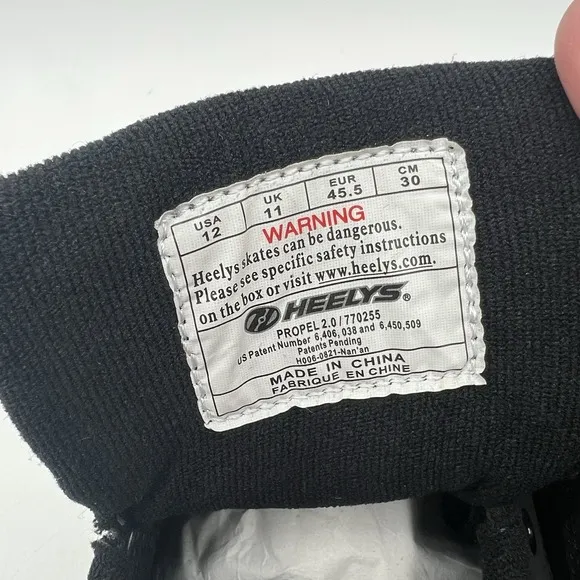 USA UK EUR CM
12 11 45.5 30
WARNING
Heelys skates can be dangerous.
Please see specific safety instructions
on the box or visit www.heelys.com.
HEELYS®
PROPEL 2.0 / 770255
US Patent Number 6,406,038 and 6,450,509
Patents Pending
H006-0821-Nan'an
MADE IN CHINA
FABRIQUE EN CHINE